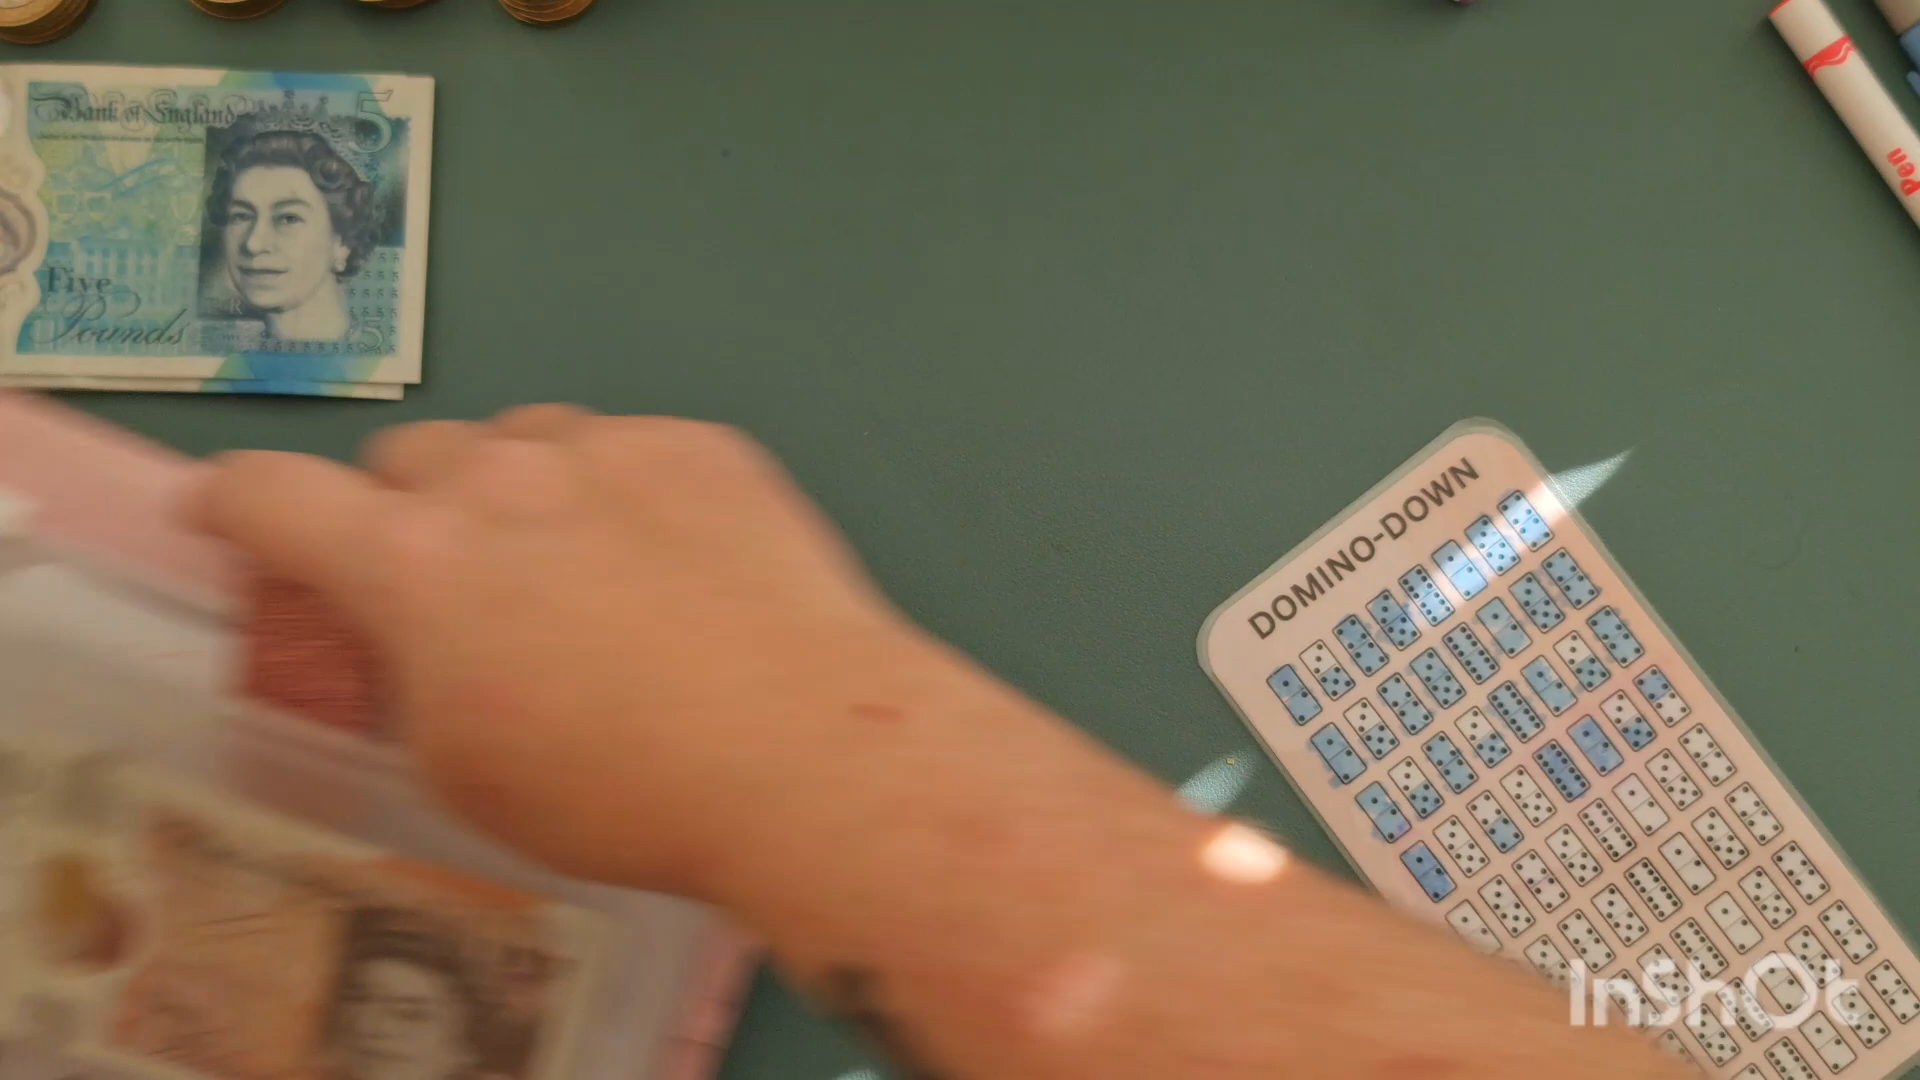 Bank of England
5
Five
Pounds
5
Pen
DOMINO-DOWN
InShOt